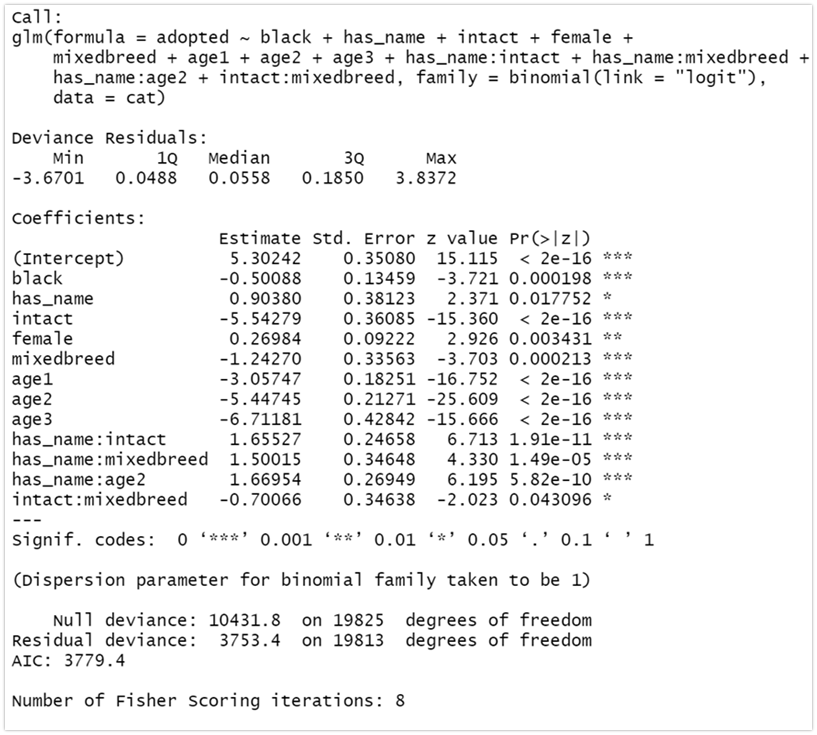 Call:
glm(formula = adopted ~ black + has_name + intact + female +
    mixedbreed + age1 + age2 + age3 + has_name:intact + has_name:mixedbreed +
    has_name:age2 + intact:mixedbreed, family = binomial(link = "logit"),
    data = cat)

Deviance Residuals:
    Min       1Q   Median       3Q      Max
-3.6701   0.0488   0.0558   0.1850   3.8372

Coefficients:
                    Estimate Std. Error z value Pr(>|z|)
(Intercept)          5.30242    0.35080  15.115  < 2e-16 ***
black               -0.50088    0.13459  -3.721 0.000198 ***
has_name             0.90380    0.38123   2.371 0.017752 *
intact              -5.54279    0.36085 -15.360  < 2e-16 ***
female               0.26984    0.09222   2.926 0.003431 **
mixedbreed          -1.24270    0.33563  -3.703 0.000213 ***
age1                -3.05747    0.18251 -16.752  < 2e-16 ***
age2                -5.44745    0.21271 -25.609  < 2e-16 ***
age3                -6.71181    0.42842 -15.666  < 2e-16 ***
has_name:intact      1.65527    0.24658   6.713 1.91e-11 ***
has_name:mixedbreed  1.50015    0.34648   4.330 1.49e-05 ***
has_name:age2        1.66954    0.26949   6.195 5.82e-10 ***
intact:mixedbreed   -0.70066    0.34638  -2.023 0.043096 *
---
Signif. codes:  0 ‘***’ 0.001 ‘**’ 0.01 ‘*’ 0.05 ‘.’ 0.1 ‘ ’ 1

(Dispersion parameter for binomial family taken to be 1)

    Null deviance: 10431.8  on 19825  degrees of freedom
Residual deviance:  3753.4  on 19813  degrees of freedom
AIC: 3779.4

Number of Fisher Scoring iterations: 8